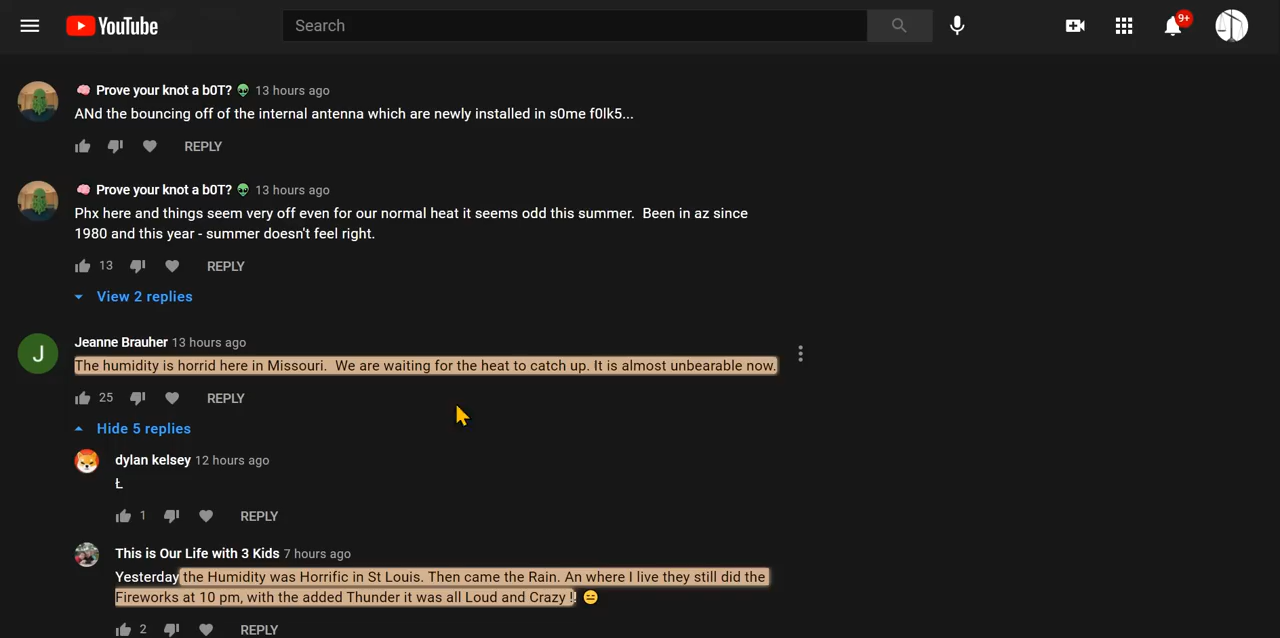 YouTube
Search
9+
🧠 Prove your knot a b0T? 👽 13 hours ago
ANd the bouncing off of the internal antenna which are newly installed in s0me f0lk5...
REPLY
🧠 Prove your knot a b0T? 👽 13 hours ago
Phx here and things seem very off even for our normal heat it seems odd this summer.  Been in az since
1980 and this year - summer doesn't feel right.
13 REPLY
View 2 replies
J
Jeanne Brauher 13 hours ago
The humidity is horrid here in Missouri.  We are waiting for the heat to catch up. It is almost unbearable now.
25 REPLY
Hide 5 replies
dylan kelsey 12 hours ago
Ł
1 REPLY
This is Our Life with 3 Kids 7 hours ago
Yesterday the Humidity was Horrific in St Louis. Then came the Rain. An where I live they still did the
Fireworks at 10 pm, with the added Thunder it was all Loud and Crazy !! 😑
2 REPLY